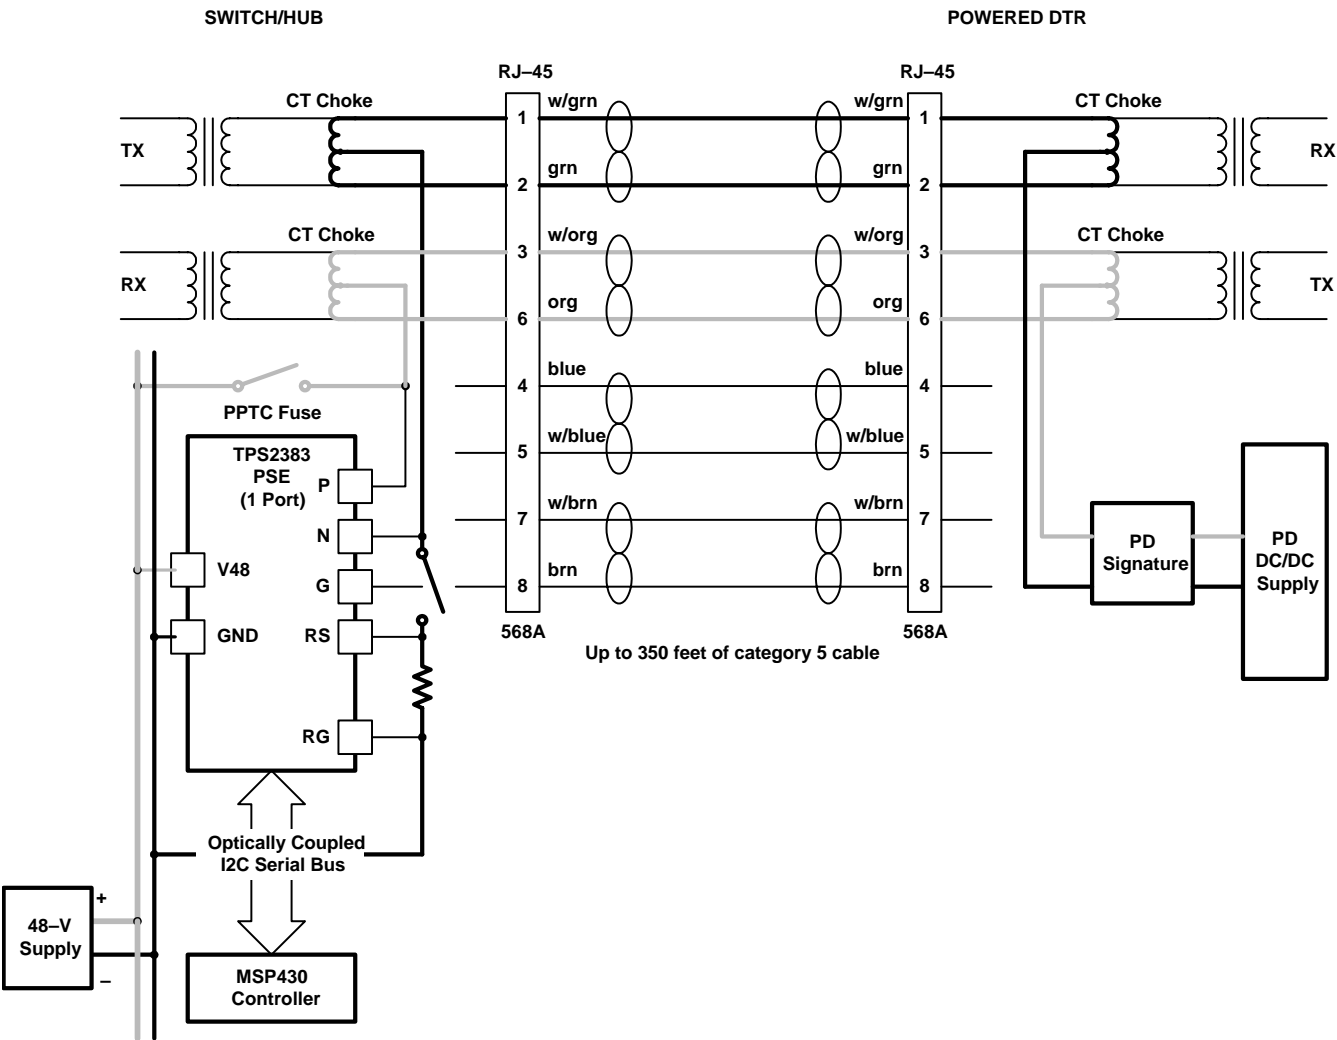 SWITCH/HUB
POWERED DTR
RJ–45
RJ–45
CT Choke
w/grn
w/grn
CT Choke
1
1
TX
RX
grn
grn
2
2
CT Choke
w/org
w/org
CT Choke
3
3
RX
TX
org
org
6
6
blue
blue
4
4
PPTC Fuse
w/blue
w/blue
5
5
TPS2383
PSE
(1 Port)
P
w/brn
w/brn
7
7
N
V48
G
brn
brn
8
8
PD
Signature
PD
DC/DC
Supply
GND
RS
568A
568A
Up to 350 feet of category 5 cable
RG
Optically Coupled
I2C Serial Bus
+
48–V
Supply
–
MSP430
Controller